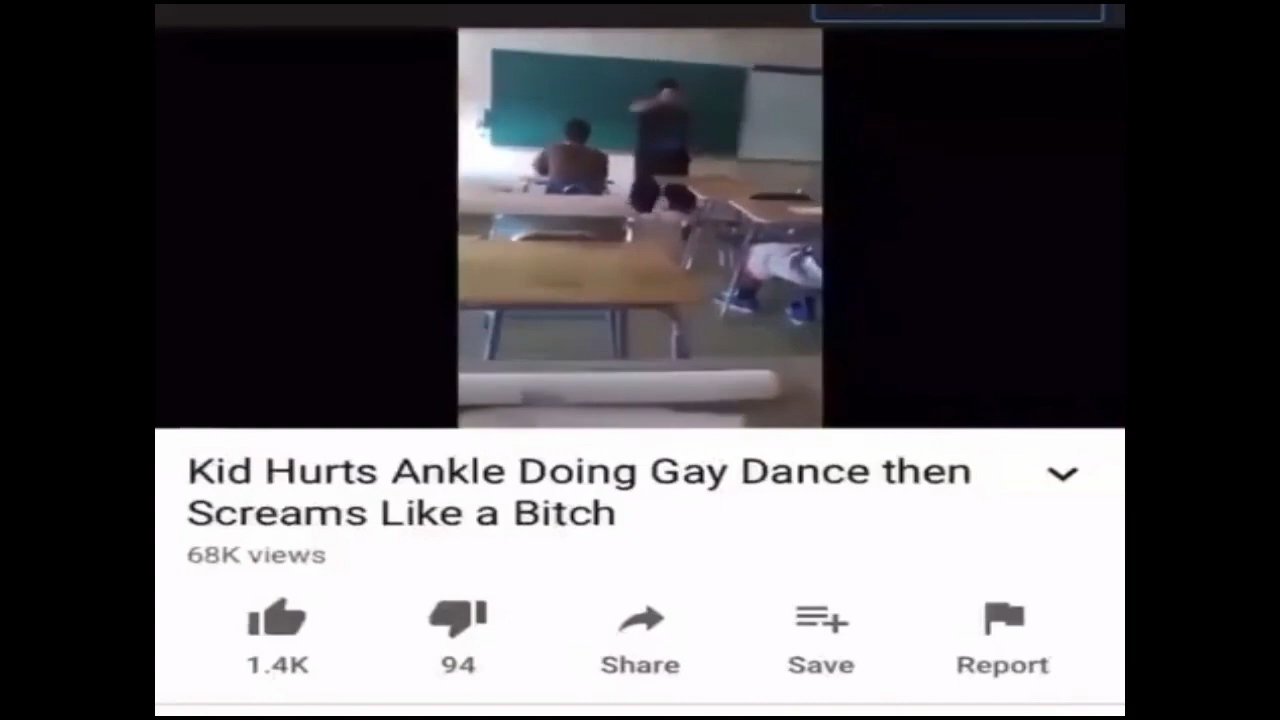 Kid Hurts Ankle Doing Gay Dance then
Screams Like a Bitch
68K views
1.4K
94
Share
Save
Report